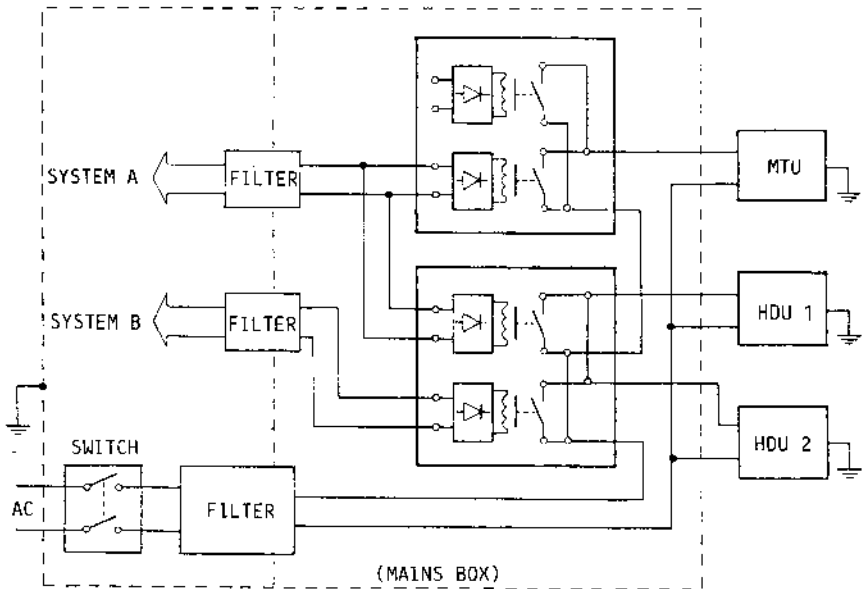 SYSTEM A
FILTER
MTU
SYSTEM B
FILTER
HDU 1
HDU 2
SWITCH
AC
FILTER
(MAINS BOX)